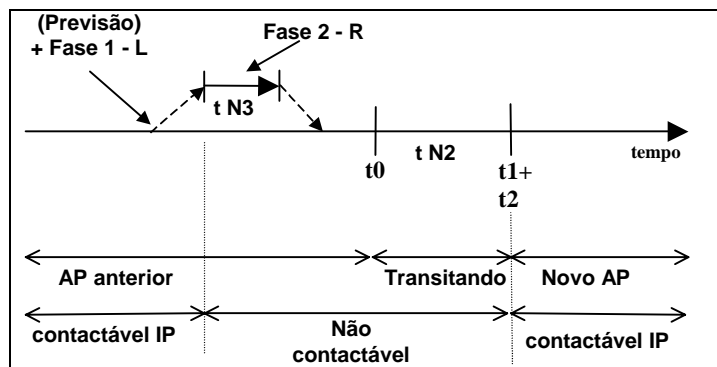 (Previsão)
+ Fase 1 - L
Fase 2 - R
t N3
t0
t N2
t1+
t2
tempo
AP anterior
Transitando
Novo AP
contactável IP
Não
contactável
contactável IP